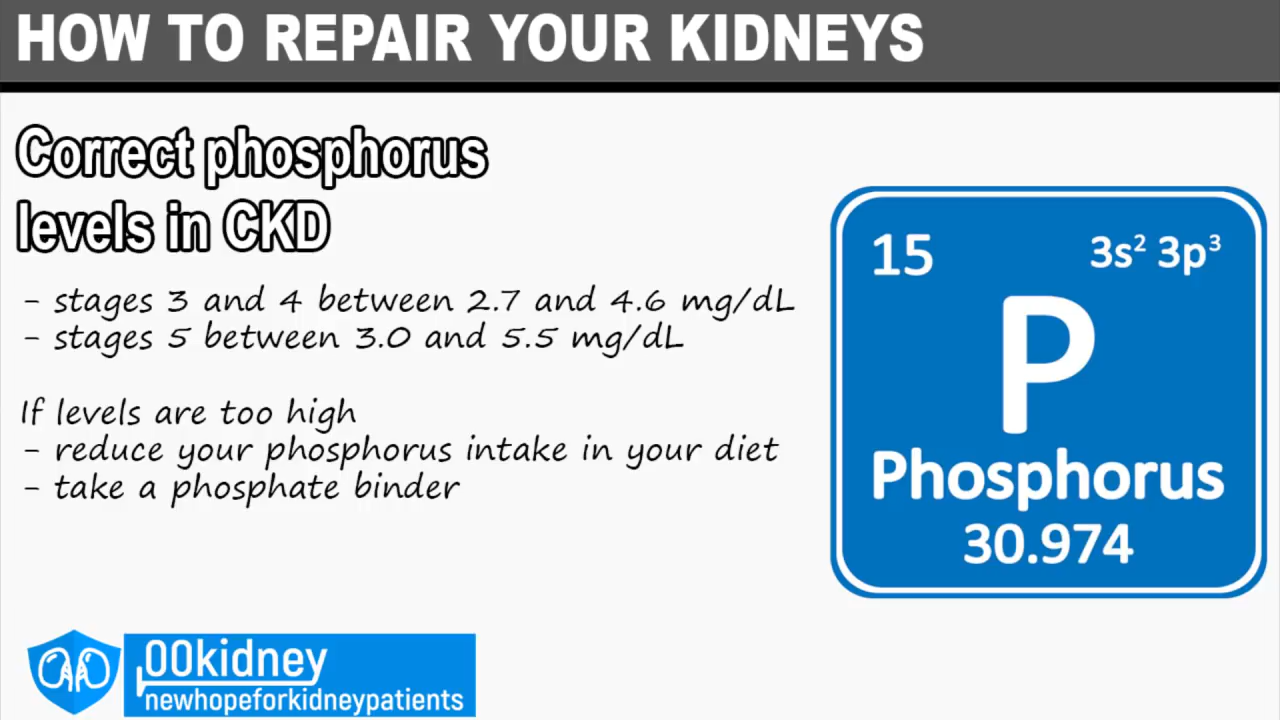 HOW TO REPAIR YOUR KIDNEYS
Correct phosphorus
levels in CKD
- stages 3 and 4 between 2.7 and 4.6 mg/dL
- stages 5 between 3.0 and 5.5 mg/dL
If levels are too high
- reduce your phosphorus intake in your diet
- take a phosphate binder
15 3s² 3p³
P
Phosphorus
30.974
00kidney
newhopeforkidneypatients